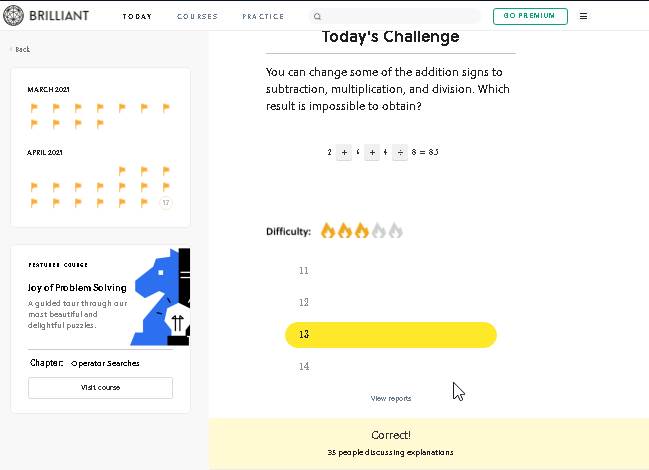 BRILLIANT
TODAY
COURSES
PRACTICE
GO PREMIUM
‹ Back
MARCH 2021
APRIL 2021
17
FEATURED COURSE
Joy of Problem Solving
A guided tour through our
most beautiful and
delightful puzzles.
Chapter: Operator Searches
Visit course
Today's Challenge
You can change some of the addition signs to
subtraction, multiplication, and division. Which
result is impossible to obtain?
2 + 6 + 4 ÷ 8 = 8.5
Difficulty:
11
12
13
14
View reports
Correct!
35 people discussing explanations